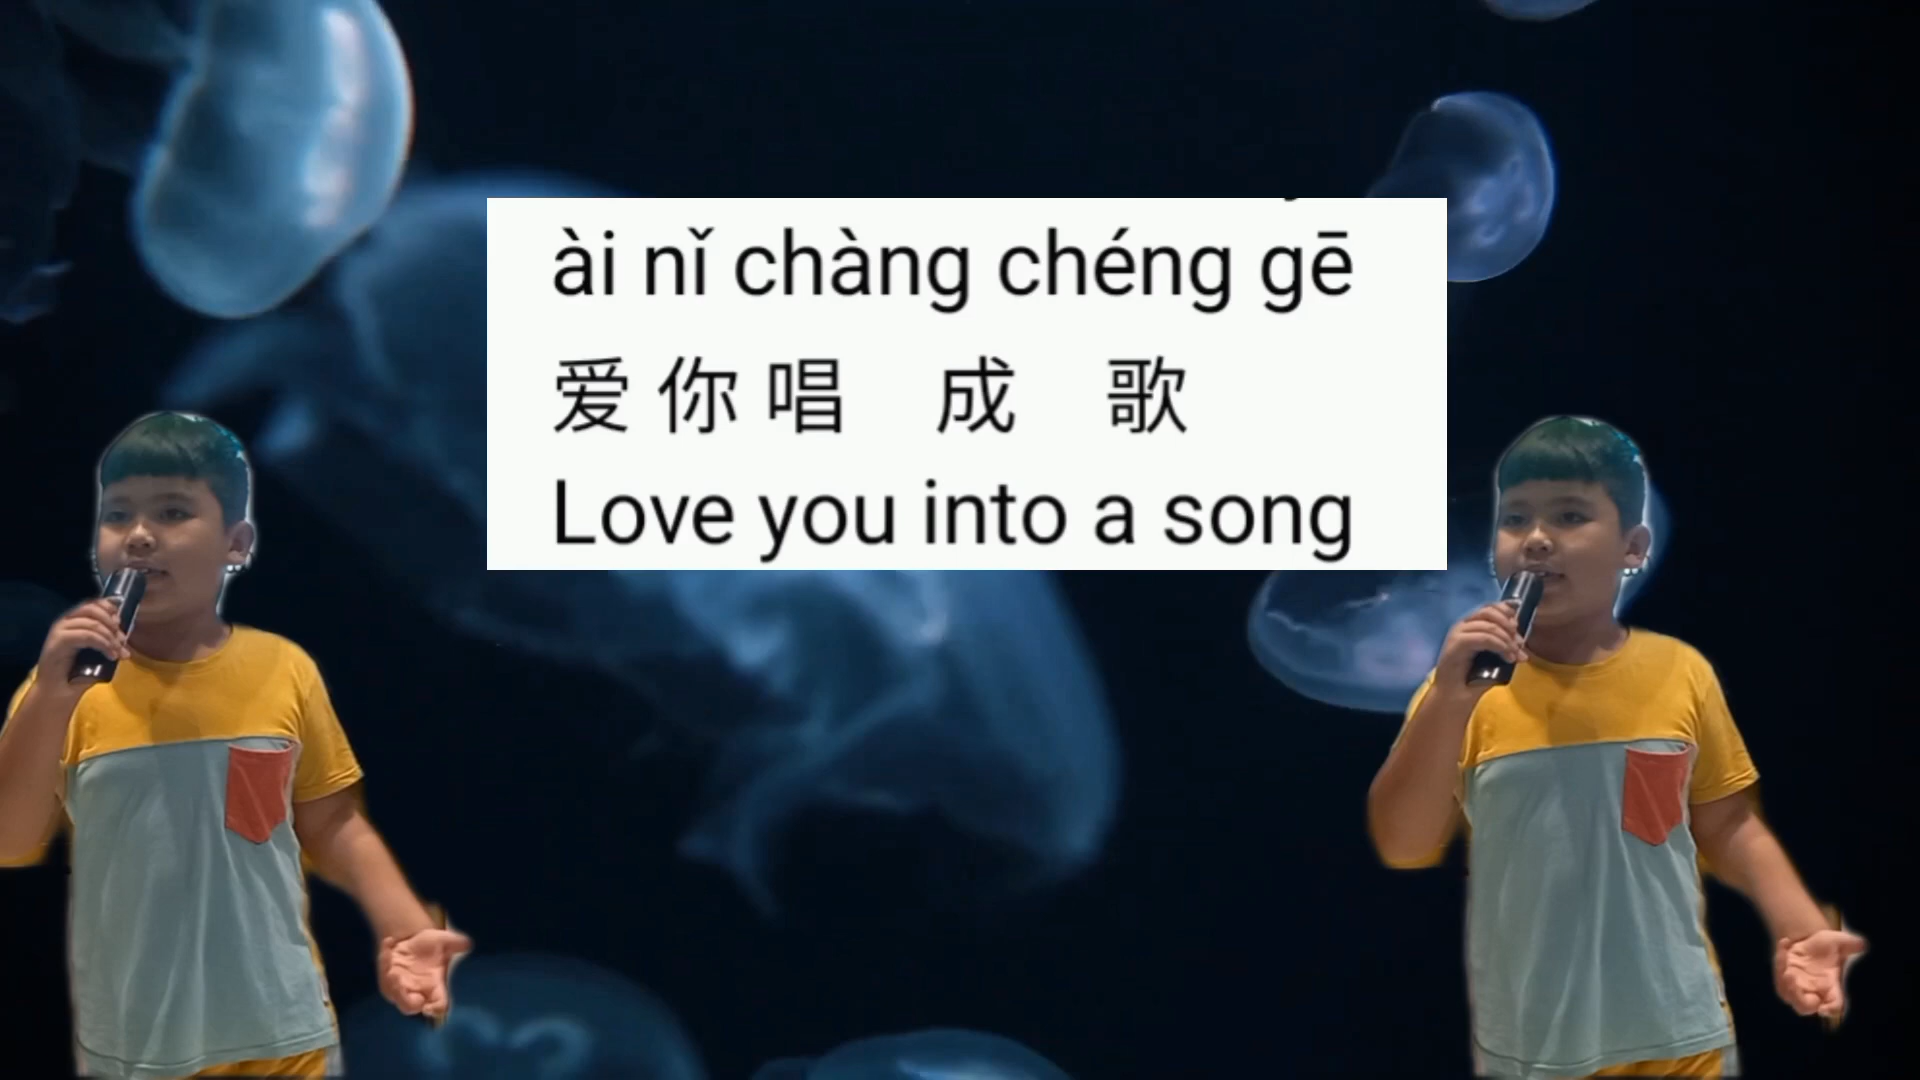 ài nǐ chàng chéng gē
爱 你 唱 成 歌
Love you into a song